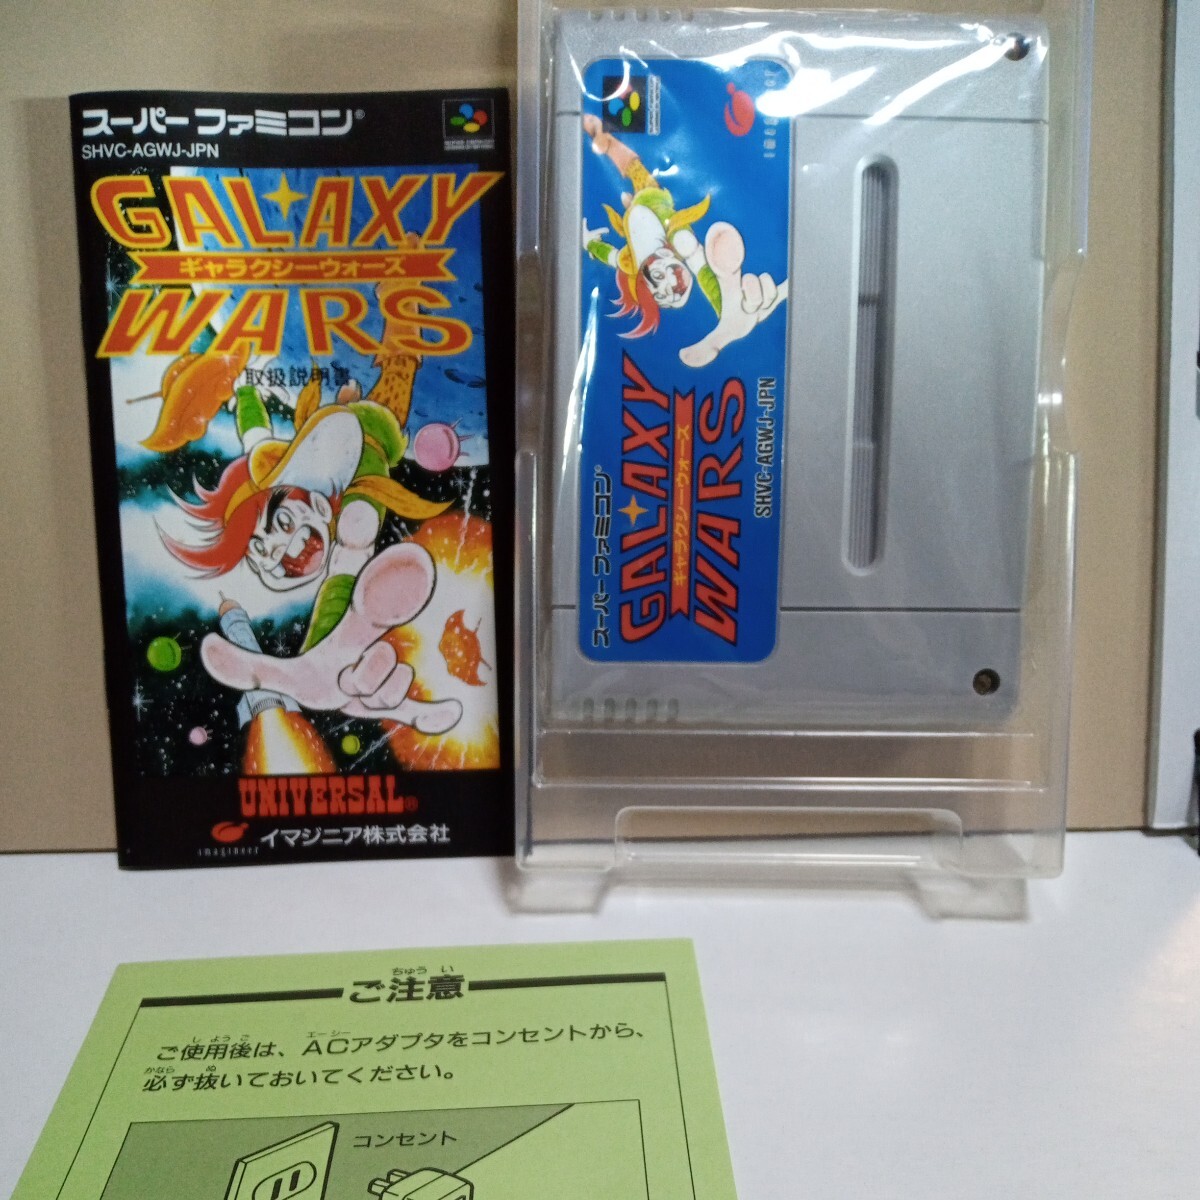 スーパーファミコン®
SHVC-AGWJ-JPN
GALAXY
ギャラクシーウォーズ
WARS
取扱説明書
UNIVERSAL®
imagineer
イマジニア株式会社
imagineer
スーパーファミコン®
GALAXY
ギャラクシーウォーズ
WARS
SHVC-AGWJ-JPN
ちゅう い
ご注意
し よう ご エーシー
ご使用後は、ACアダプタをコンセントから、
かなら ぬ
必ず抜いておいてください。
コンセント